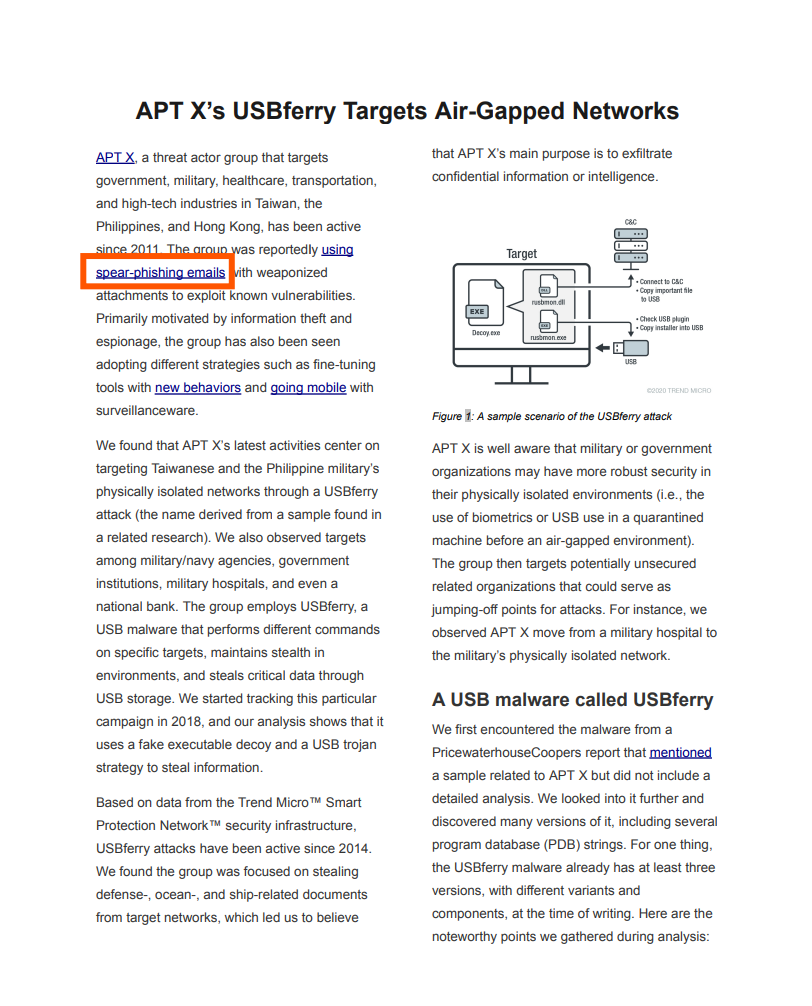 APT X’s USBferry Targets Air-Gapped Networks
APT X, a threat actor group that targets
government, military, healthcare, transportation,
and high-tech industries in Taiwan, the
Philippines, and Hong Kong, has been active
since 2011. The group was reportedly using
spear-phishing emails with weaponized
attachments to exploit known vulnerabilities.
Primarily motivated by information theft and
espionage, the group has also been seen
adopting different strategies such as fine-tuning
tools with new behaviors and going mobile with
surveillanceware.
We found that APT X’s latest activities center on
targeting Taiwanese and the Philippine military’s
physically isolated networks through a USBferry
attack (the name derived from a sample found in
a related research). We also observed targets
among military/navy agencies, government
institutions, military hospitals, and even a
national bank. The group employs USBferry, a
USB malware that performs different commands
on specific targets, maintains stealth in
environments, and steals critical data through
USB storage. We started tracking this particular
campaign in 2018, and our analysis shows that it
uses a fake executable decoy and a USB trojan
strategy to steal information.
Based on data from the Trend Micro™ Smart
Protection Network™ security infrastructure,
USBferry attacks have been active since 2014.
We found the group was focused on stealing
defense-, ocean-, and ship-related documents
from target networks, which led us to believe
that APT X’s main purpose is to exfiltrate
confidential information or intelligence.
C&C
Target
EXE
Decoy.exe
DLL
rusbmon.dll
EXE
rusbmon.exe
• Connect to C&C
• Copy important file
to USB
• Check USB plugin
• Copy installer into USB
USB
©2020 TREND MICRO
Figure 1: A sample scenario of the USBferry attack
APT X is well aware that military or government
organizations may have more robust security in
their physically isolated environments (i.e., the
use of biometrics or USB use in a quarantined
machine before an air-gapped environment).
The group then targets potentially unsecured
related organizations that could serve as
jumping-off points for attacks. For instance, we
observed APT X move from a military hospital to
the military’s physically isolated network.
A USB malware called USBferry
We first encountered the malware from a
PricewaterhouseCoopers report that mentioned
a sample related to APT X but did not include a
detailed analysis. We looked into it further and
discovered many versions of it, including several
program database (PDB) strings. For one thing,
the USBferry malware already has at least three
versions, with different variants and
components, at the time of writing. Here are the
noteworthy points we gathered during analysis: